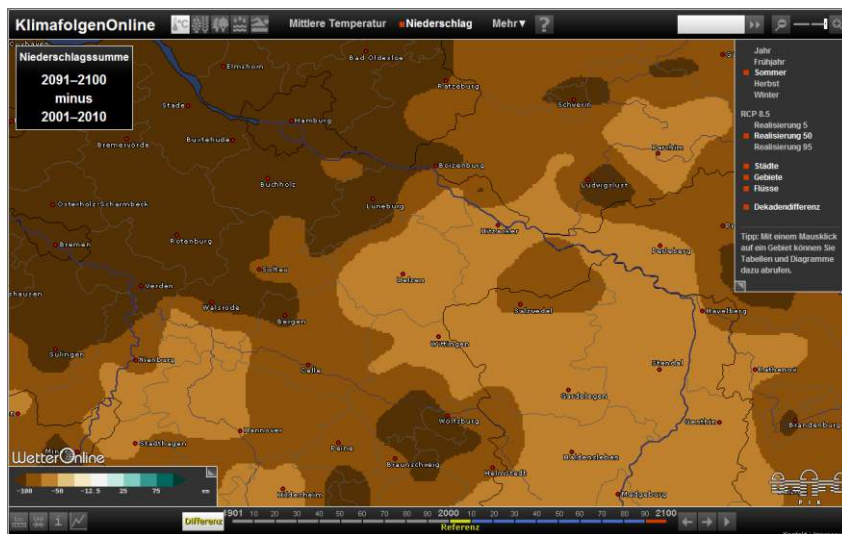 KlimafolgenOnline
°C
Mittlere Temperatur
Niederschlag
Mehr▼
?
Niederschlagssumme
2091–2100
minus
2001–2010
Jahr
Frühjahr
Sommer
Herbst
Winter
RCP 8.5
Realisierung 5
Realisierung 50
Realisierung 95
Städte
Gebiete
Flüsse
Dekadendifferenz
Tipp: Mit einem Mausklick
auf ein Gebiet können Sie
Tabellen und Diagramme
dazu abrufen.
Elmshorn
Bad Oldesloe
Ratzeburg
Schwerin
Stade
Hamburg
Bremervörde
Buxtehude
Parchim
Boizenburg
Buchholz
Ludwigslust
Osterholz-Scharmbeck
Luneburg
Hitzacker
Bremen
Rotenburg
Perleberg
Soltau
Uelzen
Verden
Walsrode
Salzwedel
Havelberg
Bergen
Sulingen
Nienburg
Wittingen
Celle
Stendal
Rathenow
Gardelegen
Wolfsburg
Genthin
Brandenburg
Hannover
Stadthagen
Peine
Braunschweig
Haldensleben
Helmstedt
Hildesheim
Magdeburg
WetterOnline
-100 -50 -12.5 25 75 mm
P I K
i
Differenz
1901 10 20 30 40 50 60 70 80 90 2000 10 20 30 40 50 60 70 80 90 2100
Referenz